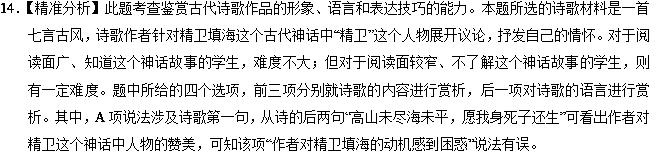 14.【精准分析】此题考查鉴赏古代诗歌作品的形象、语言和表达技巧的能力。本题所选的诗歌材料是一首
七言古风，诗歌作者针对精卫填海这个古代神话中“精卫”这个人物展开议论，抒发自己的情怀。对于阅
读面广、知道这个神话故事的学生，难度不大；但对于阅读面较窄、不了解这个神话故事的学生，则
有一定难度。题中所给的四个选项，前三项分别就诗歌的内容进行赏析，后一项对诗歌的语言进行赏
析。其中，A 项说法涉及诗歌第一句，从诗的后两句“高山未尽海未平，愿我身死子还生”可看出作者对
精卫这个神话中人物的赞美，可知该项“作者对精卫填海的动机感到困惑”说法有误。